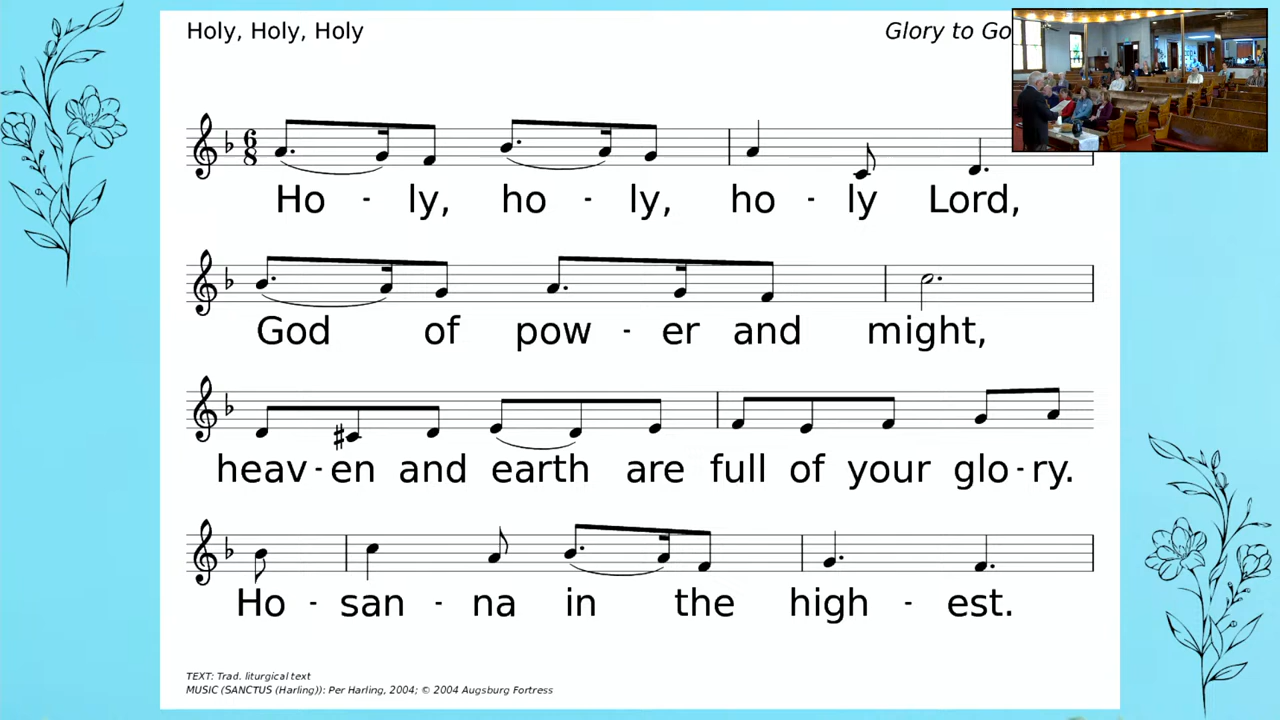 Holy, Holy, Holy
Glory to Go
6
8
Ho - ly, ho - ly, ho - ly Lord,
God of pow - er and might,
heav - en and earth are full of your glo - ry.
Ho - san - na in the high - est.
TEXT: Trad. liturgical text
MUSIC (SANCTUS (Harling)): Per Harling, 2004; © 2004 Augsburg Fortress